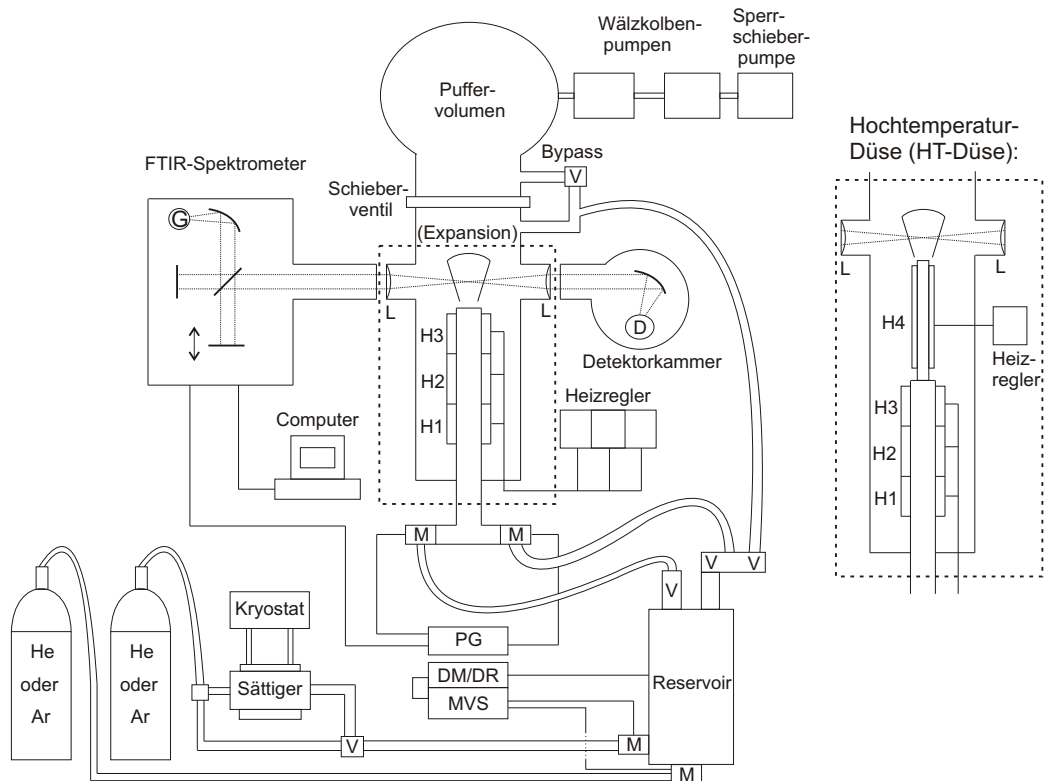 Wälzkolben-
pumpen
Sperr-
schieber-
pumpe
Puffer-
volumen
Hochtemperatur-
Düse (HT-Düse):
Bypass
V
FTIR-Spektrometer
Schieber-
ventil
(Expansion)
G
L
L
D
Detektorkammer
H3
H2
H1
Heizregler
Computer
L
L
H4
Heiz-
regler
H3
H2
H1
M
M
V
V
V
Kryostat
PG
He
oder
Ar
He
oder
Ar
Sättiger
DM/DR
MVS
Reservoir
V
M
M